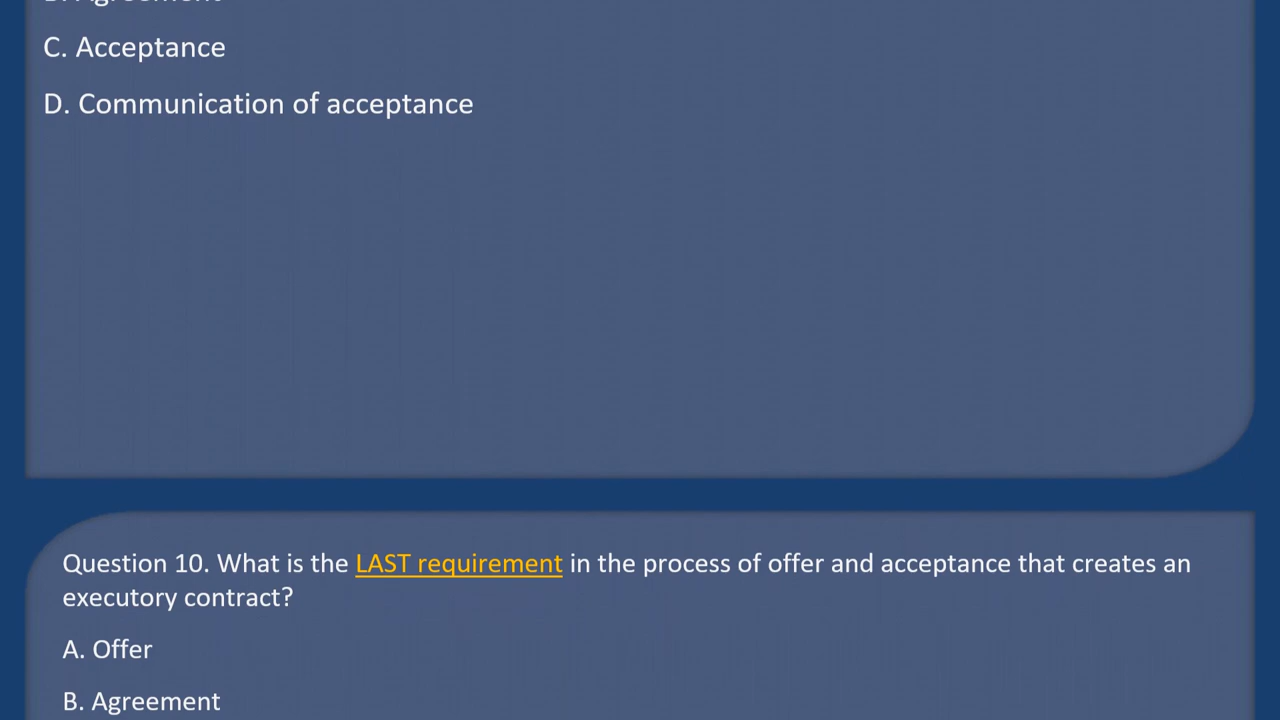 B. Agreement
C. Acceptance
D. Communication of acceptance
Question 10. What is the LAST requirement in the process of offer and acceptance that creates an
executory contract?
A. Offer
B. Agreement